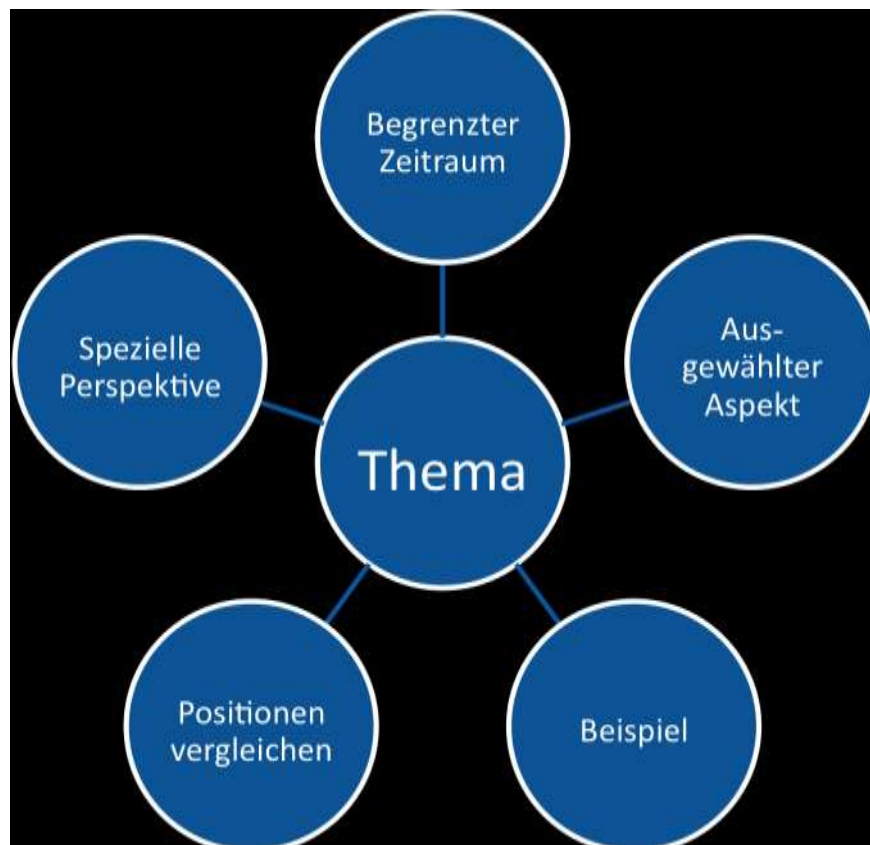 Begrenzter
Zeitraum
Spezielle
Perspektive
Aus-
gewählter
Aspekt
Thema
Positionen
vergleichen
Beispiel